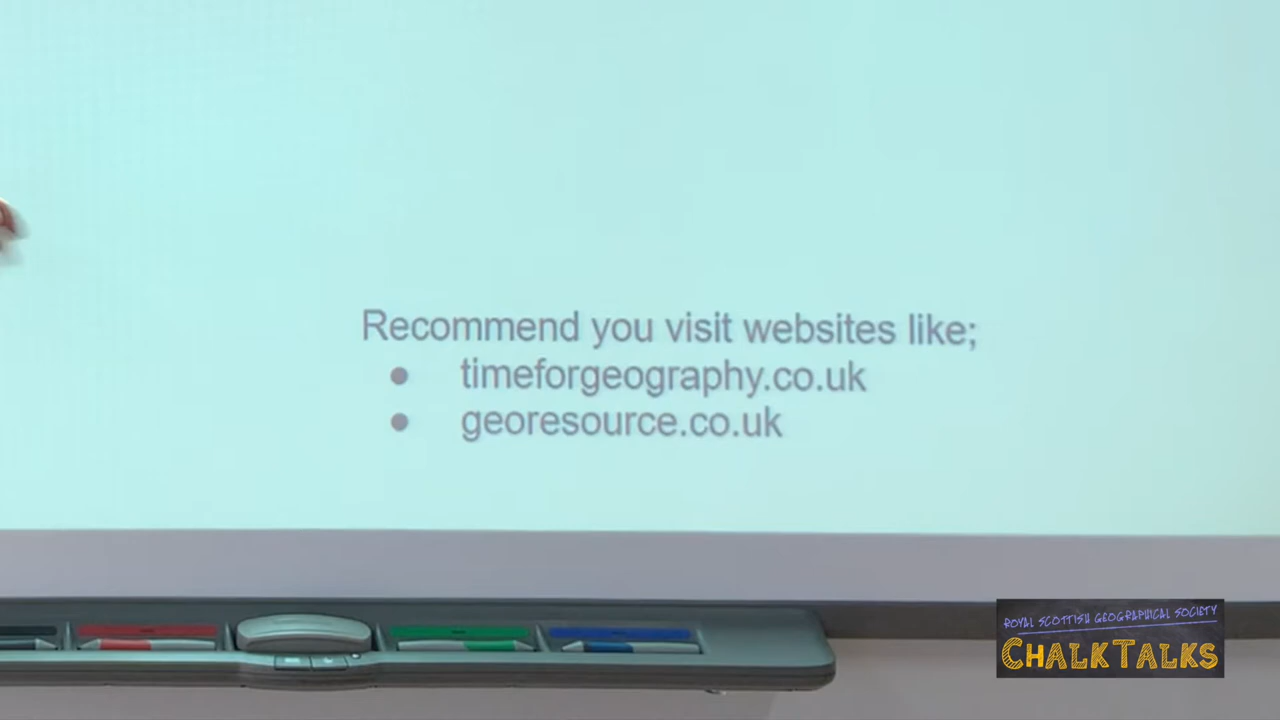 Recommend you visit websites like;
● timeforgeography.co.uk
● georesource.co.uk
ROYAL SCOTTISH GEOGRAPHICAL SOCIETY
CHALKTALKS